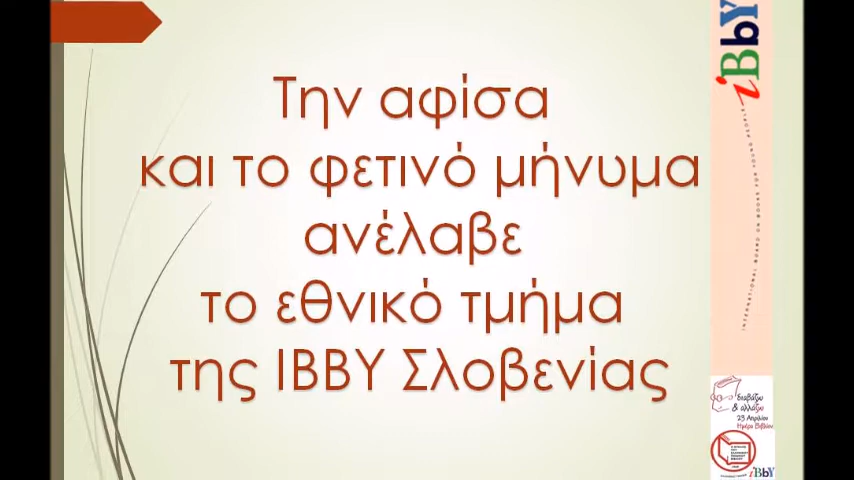 Την αφίσα
και το φετινό μήνυμα
ανέλαβε
το εθνικό τμήμα
της ΙΒΒΥ Σλοβενίας
iBbY
διαβάζω
& αλλάζω
23 Απριλίου
Ημέρα Βιβλίου
iBbY